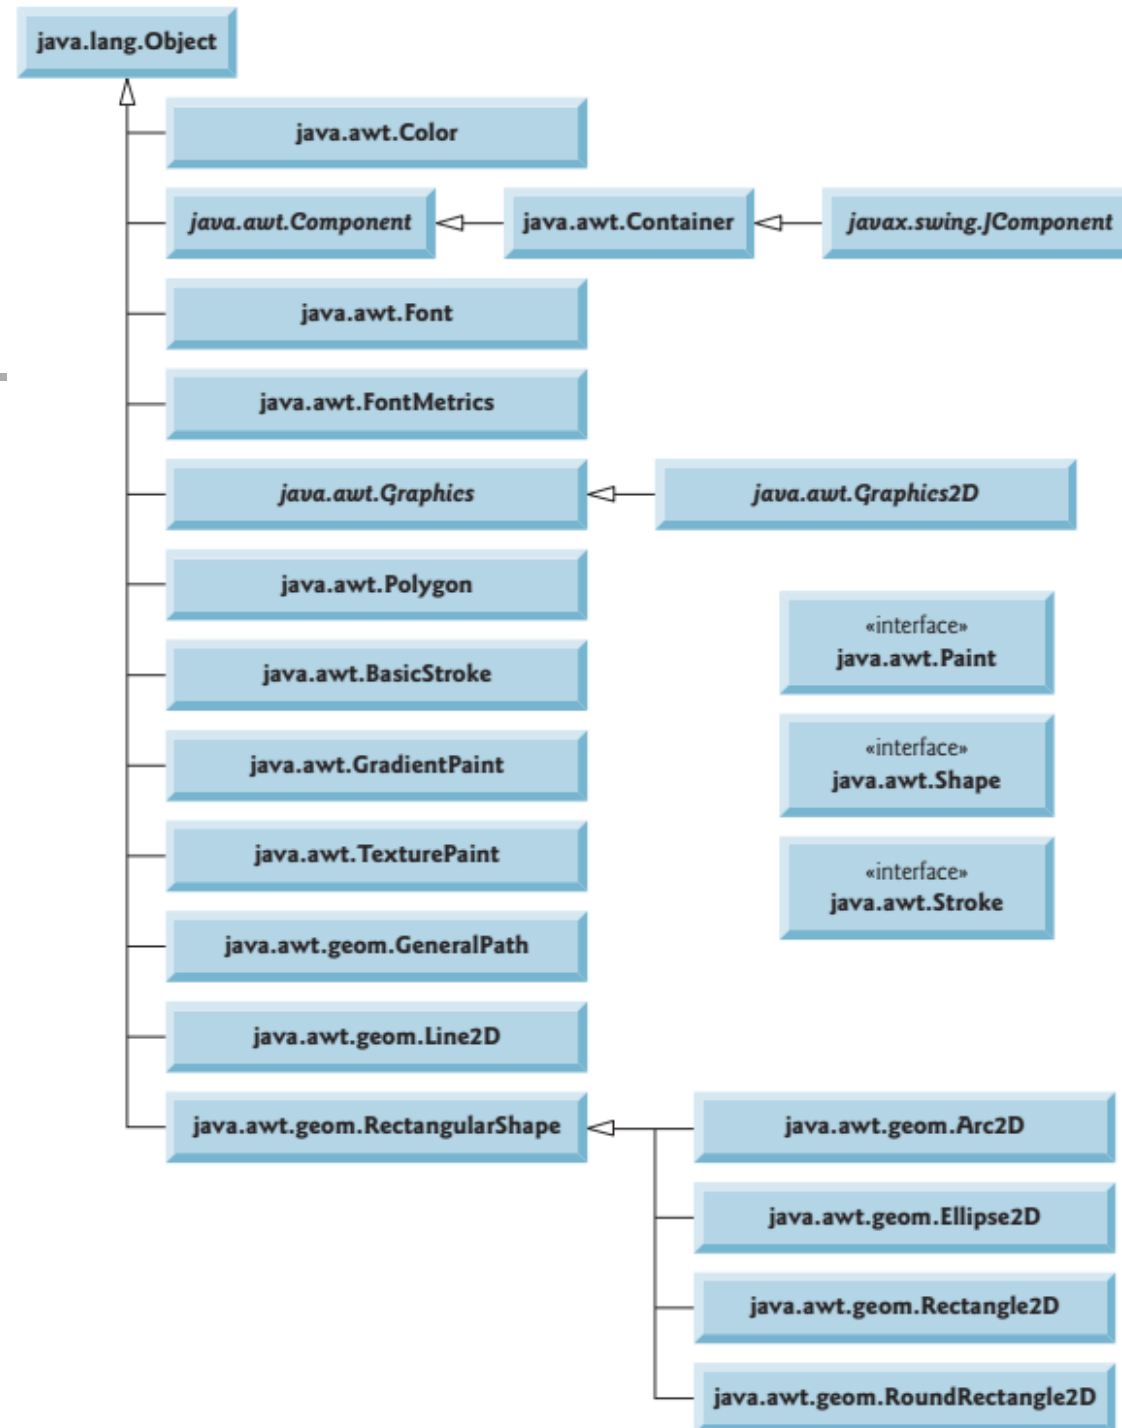 java.lang.Object
java.awt.Color
java.awt.Component
java.awt.Container
javax.swing.JComponent
java.awt.Font
java.awt.FontMetrics
java.awt.Graphics
java.awt.Graphics2D
java.awt.Polygon
«interface»
java.awt.Paint
java.awt.BasicStroke
java.awt.GradientPaint
«interface»
java.awt.Shape
java.awt.TexturePaint
«interface»
java.awt.Stroke
java.awt.geom.GeneralPath
java.awt.geom.Line2D
java.awt.geom.RectangularShape
java.awt.geom.Arc2D
java.awt.geom.Ellipse2D
java.awt.geom.Rectangle2D
java.awt.geom.RoundRectangle2D